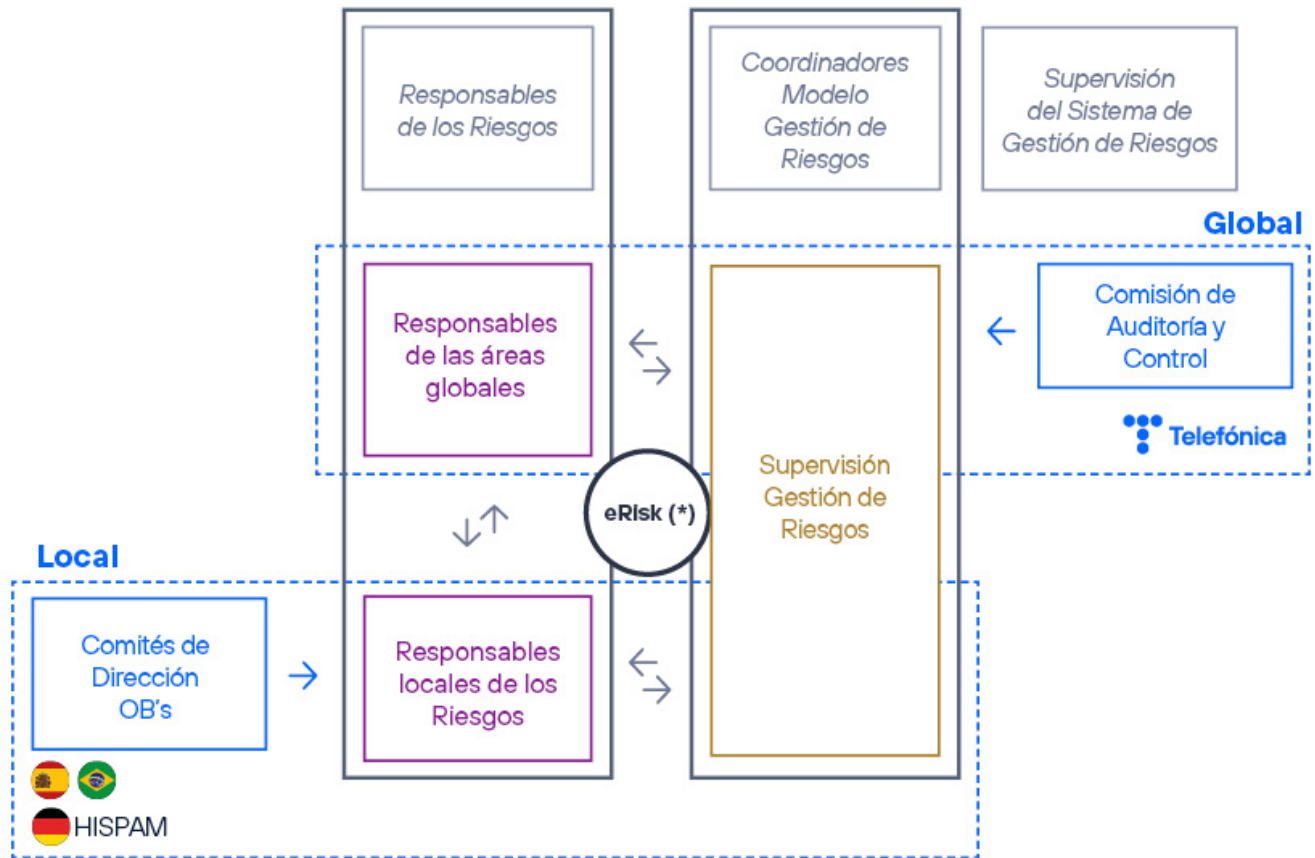 Responsables
de los Riesgos
Coordinadores
Modelo
Gestión de
Riesgos
Supervisión
del Sistema de
Gestión de Riesgos
Global
Responsables
de las áreas
globales
Comisión de
Auditoría y
Control
Telefónica
Supervisión
Gestión de
Riesgos
eRisk (*)
Local
Comités de
Dirección
OB's
Responsables
locales de los
Riesgos
HISPAM